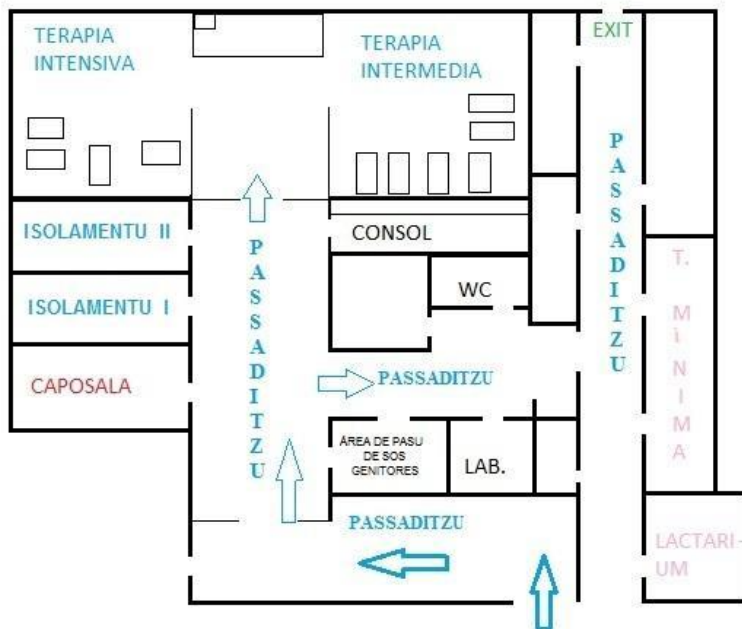 EXIT
TERAPIA
INTENSIVA
TERAPIA
INTERMEDIA
PASSADITZU
ISOLAMENTU II
CONSOL
PASSADITZU
T. MÌNIMA
WC
ISOLAMENTU I
CAPOSALA
PASSADITZU
ÁREA DE PASU
DE SOS
GENITORES
LAB.
PASSADITZU
LACTARI-
UM